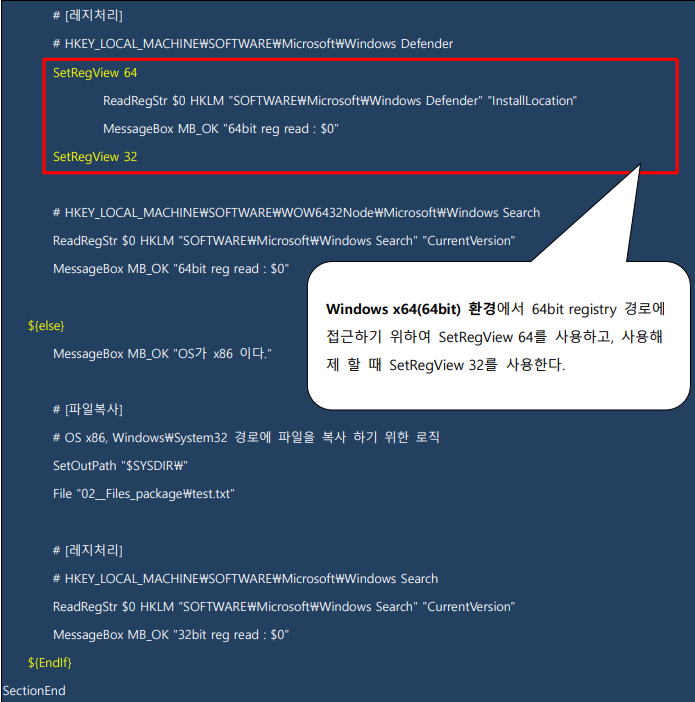 # [레지처리]
# HKEY_LOCAL_MACHINE₩SOFTWARE₩Microsoft₩Windows Defender
SetRegView 64
ReadRegStr $0 HKLM "SOFTWARE₩Microsoft₩Windows Defender" "InstallLocation"
MessageBox MB_OK "64bit reg read : $0"
SetRegView 32
# HKEY_LOCAL_MACHINE₩SOFTWARE₩WOW6432Node₩Microsoft₩Windows Search
ReadRegStr $0 HKLM "SOFTWARE₩Microsoft₩Windows Search" "CurrentVersion"
MessageBox MB_OK "64bit reg read : $0"
Windows x64(64bit) 환경에서 64bit registry 경로에
접근하기 위하여 SetRegView 64를 사용하고, 사용해
제 할 때 SetRegView 32를 사용한다.
${else}
MessageBox MB_OK "OS가 x86 이다."
# [파일복사]
# OS x86, Windows₩System32 경로에 파일을 복사 하기 위한 로직
SetOutPath "$SYSDIR₩"
File "02__Files_package₩test.txt"
# [레지처리]
# HKEY_LOCAL_MACHINE₩SOFTWARE₩Microsoft₩Windows Search
ReadRegStr $0 HKLM "SOFTWARE₩Microsoft₩Windows Search" "CurrentVersion"
MessageBox MB_OK "32bit reg read : $0"
${EndIf}
SectionEnd